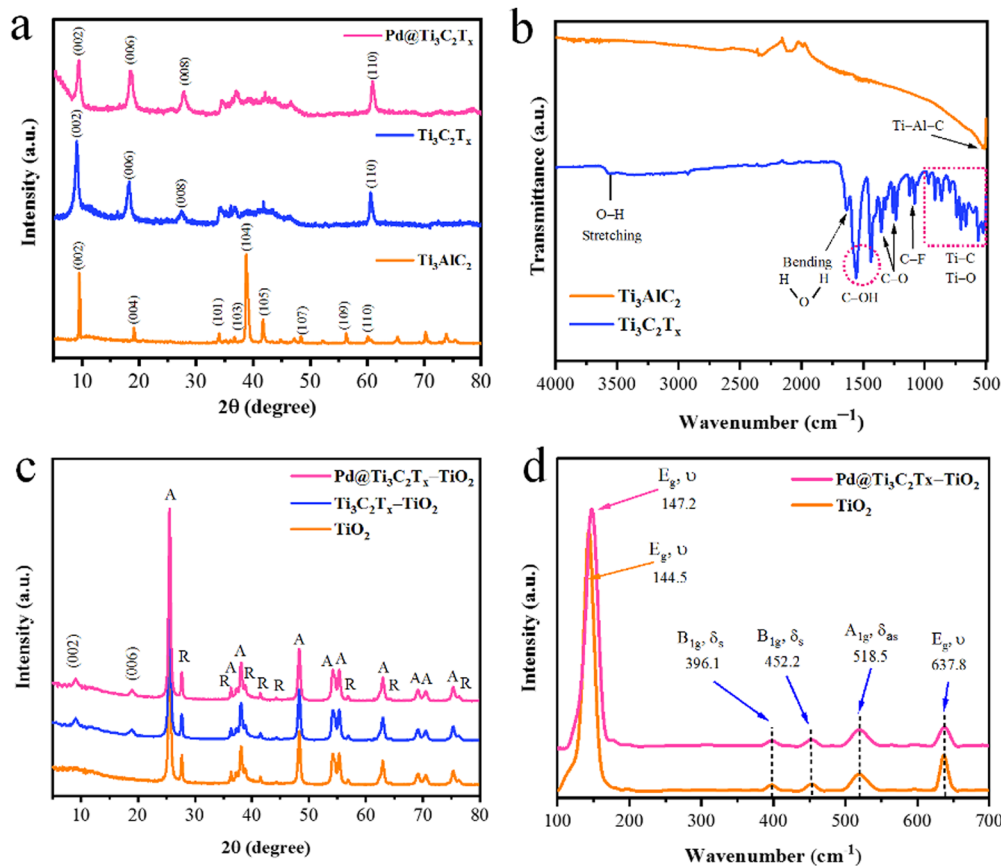 a
Pd@Ti₃C₂Tₓ
(002)
(006)
(008)
(110)
Ti₃C₂Tₓ
(002)
(006)
(008)
(110)
Ti₃AlC₂
(002)
(004)
(101)
(103)
(104)
(105)
(107)
(109)
(110)
Intensity (a.u.)
10 20 30 40 50 60 70 80
2θ (degree)
b
Ti–Al–C
O–H
Stretching
Bending
H H
O
C–OH
C–O
C–F
Ti–C
Ti–O
Ti₃AlC₂
Ti₃C₂Tₓ
Transmittance (a.u.)
4000 3500 3000 2500 2000 1500 1000 500
Wavenumber (cm⁻¹)
c
Pd@Ti₃C₂Tₓ–TiO₂
Ti₃C₂Tₓ–TiO₂
TiO₂
(002)
(006)
A
R
R
A
A
R
R
R
A
A
A
R
A
R
A
A
R
Intensity (a.u.)
10 20 30 40 50 60 70 80
2θ (degree)
d
Pd@Ti₃C₂Tx–TiO₂
TiO₂
E_g, υ
147.2
E_g, υ
144.5
B₁g, δₛ
396.1
B₁g, δₛ
452.2
A₁g, δₐₛ
518.5
E_g, υ
637.8
Intensity (a.u.)
100 200 300 400 500 600 700
Wavenumber (cm⁻¹)